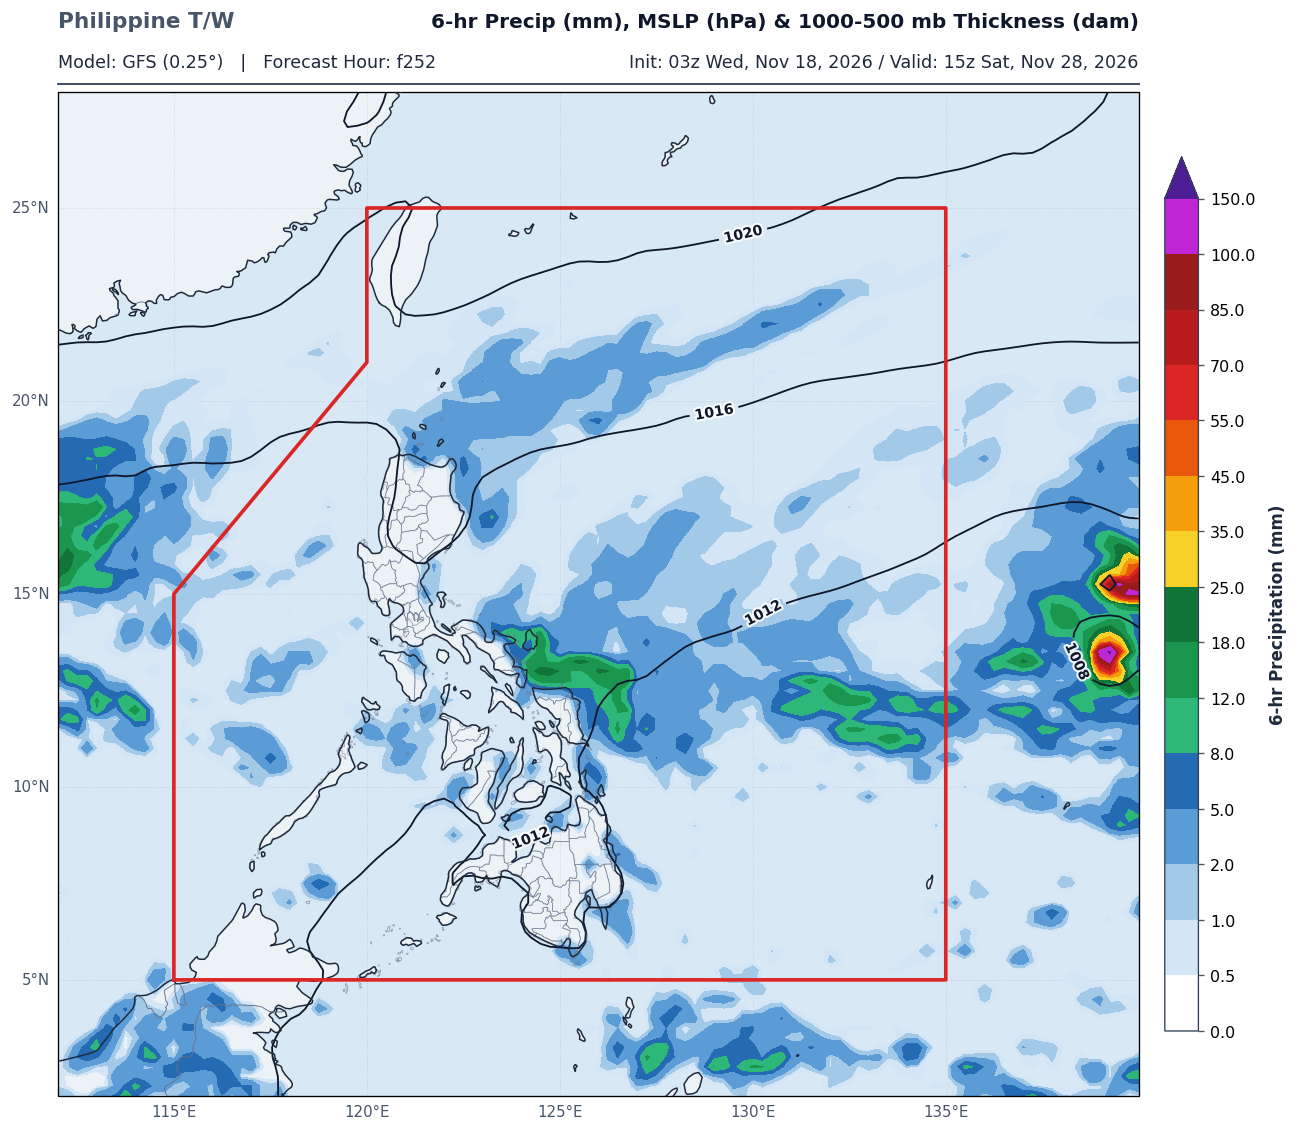 Philippine T/W
6-hr Precip (mm), MSLP (hPa) & 1000-500 mb Thickness (dam)
Model: GFS (0.25°) | Forecast Hour: f252
Init: 03z Wed, Nov 18, 2026 / Valid: 15z Sat, Nov 28, 2026
25°N
20°N
15°N
10°N
5°N
115°E
120°E
125°E
130°E
135°E
1020
1016
1012
1008
1012
150.0
100.0
85.0
70.0
55.0
45.0
35.0
25.0
18.0
12.0
8.0
5.0
2.0
1.0
0.5
0.0
6-hr Precipitation (mm)